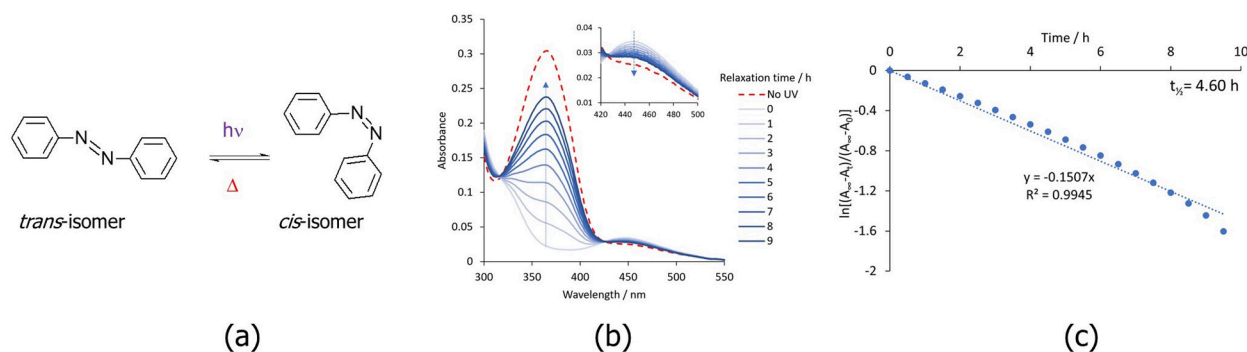 N
N
hν
Δ
N
N
trans-isomer
cis-isomer
(a)
0.35
0.3
0.25
0.2
0.15
0.1
0.05
0
Absorbance
300
350
400
450
500
550
Wavelength / nm
0.04
0.03
0.02
0.01
420
440
460
480
500
Relaxation time / h
No UV
0
1
2
3
4
5
6
7
8
9
(b)
Time / h
0
2
4
6
8
10
0
-0.4
-0.8
-1.2
-1.6
-2
ln[(A∞-At)/(A∞-A0)]
t½= 4.60 h
y = -0.1507x
R² = 0.9945
(c)